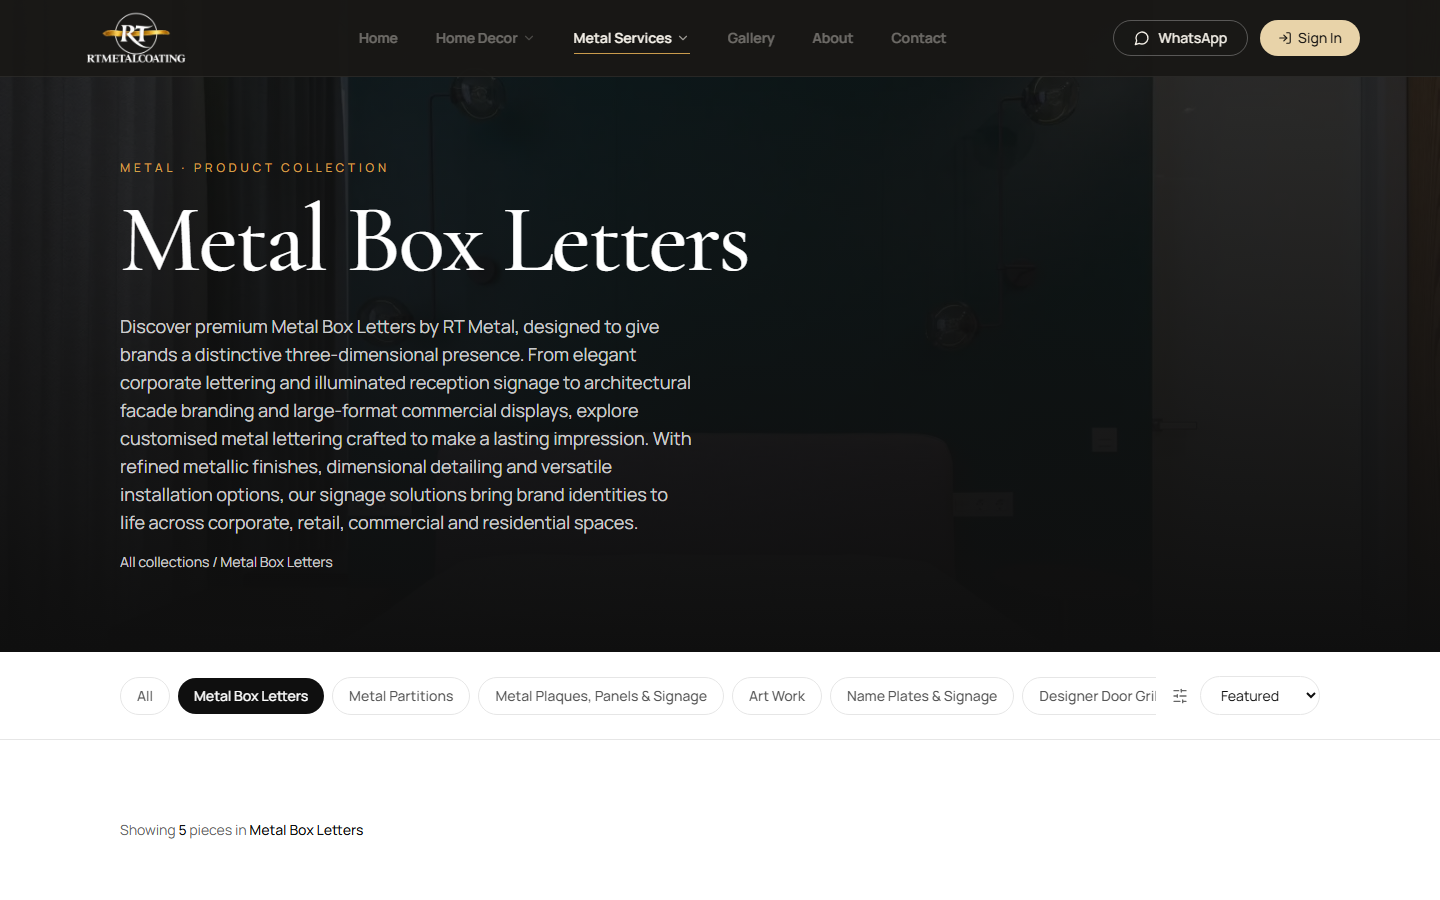 RT
RTMETALCOATING
Home
Home Decor
Metal Services
Gallery
About
Contact
WhatsApp
Sign In
METAL · PRODUCT COLLECTION
Metal Box Letters
Discover premium Metal Box Letters by RT Metal, designed to give
brands a distinctive three-dimensional presence. From elegant
corporate lettering and illuminated reception signage to architectural
facade branding and large-format commercial displays, explore
customised metal lettering crafted to make a lasting impression. With
refined metallic finishes, dimensional detailing and versatile
installation options, our signage solutions bring brand identities to
life across corporate, retail, commercial and residential spaces.
All collections / Metal Box Letters
All
Metal Box Letters
Metal Partitions
Metal Plaques, Panels & Signage
Art Work
Name Plates & Signage
Designer Door Gril
Featured
Showing 5 pieces in Metal Box Letters